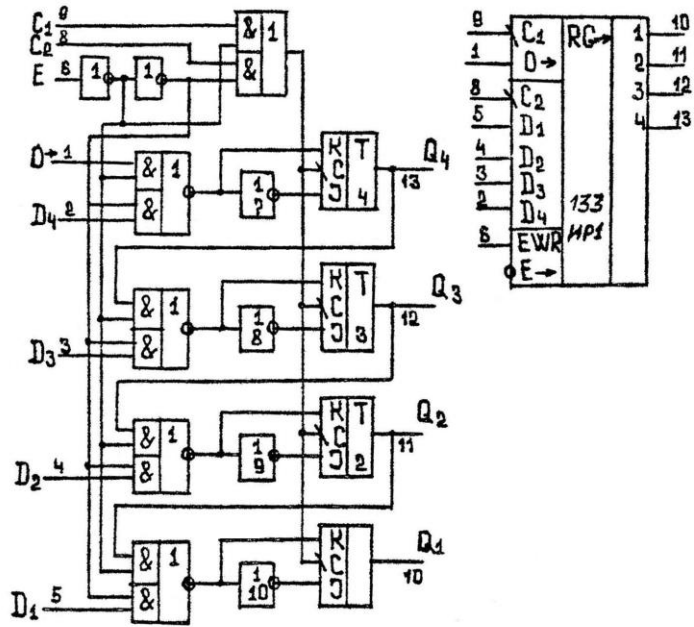 C1 9
C2 8
E 6
1
1
&
&
1
D→ 1
D4 2
&
&
1
1
7
K
C
J
T
4
Q4
13
D3 3
&
&
1
1
8
K
C
J
T
3
Q3
12
D2 4
&
&
1
1
9
K
C
J
T
2
Q2
11
D1 5
&
&
1
1
10
K
C
J
Q1
10
9 C1 RG→ 1 10
1 D→ 2 11
8 C2 3 12
5 D1 4 13
4 D2
3 D3
2 D4
133
ИР1
6 EWR
E→